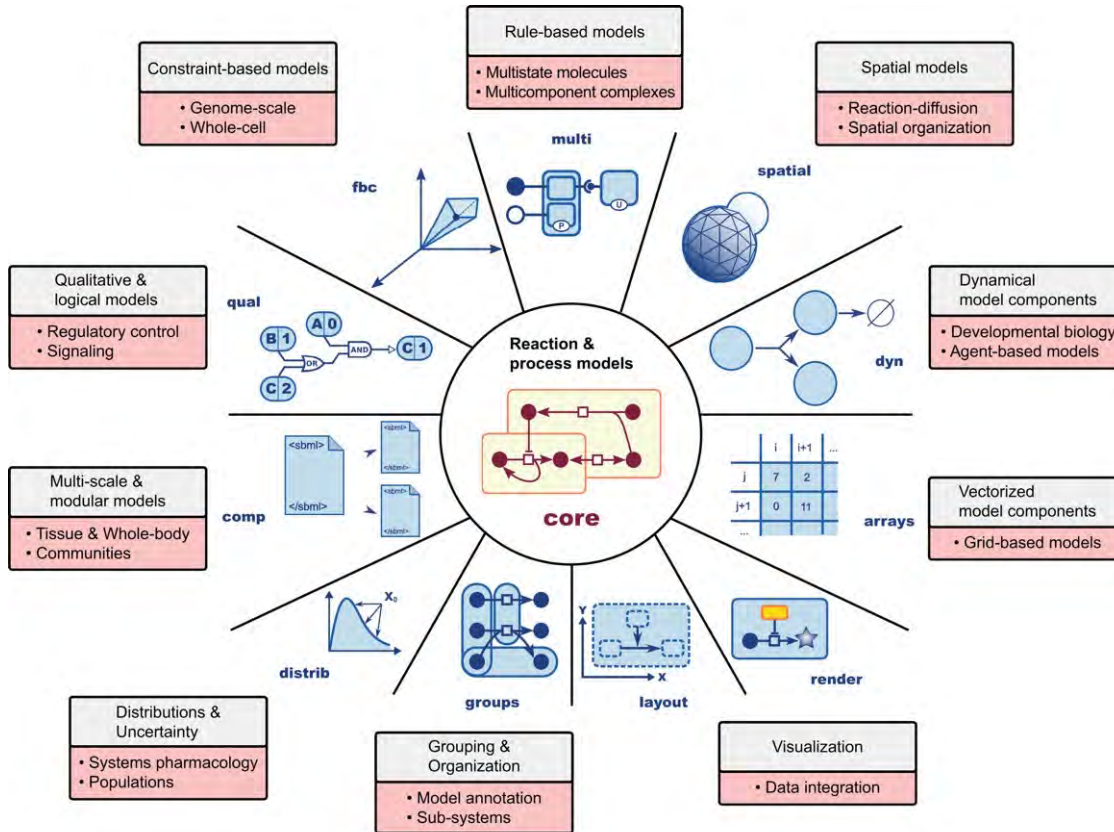 Rule-based models
• Multistate molecules
• Multicomponent complexes
multi
P
U
Constraint-based models
• Genome-scale
• Whole-cell
fbc
Spatial models
• Reaction-diffusion
• Spatial organization
spatial
Qualitative &
logical models
• Regulatory control
• Signaling
qual
A 0
B 1
OR
AND
C 1
C 2
Dynamical
model components
• Developmental biology
• Agent-based models
dyn
Reaction &
process models
core
Multi-scale &
modular models
• Tissue & Whole-body
• Communities
comp
<sbml>
</sbml>
<sbml>
</sbml>
<sbml>
</sbml>
i i+1 ...
j 7 2
j+1 0 11
...
arrays
Vectorized
model components
• Grid-based models
X₀
distrib
Distributions &
Uncertainty
• Systems pharmacology
• Populations
groups
Grouping &
Organization
• Model annotation
• Sub-systems
Y
X
layout
render
Visualization
• Data integration